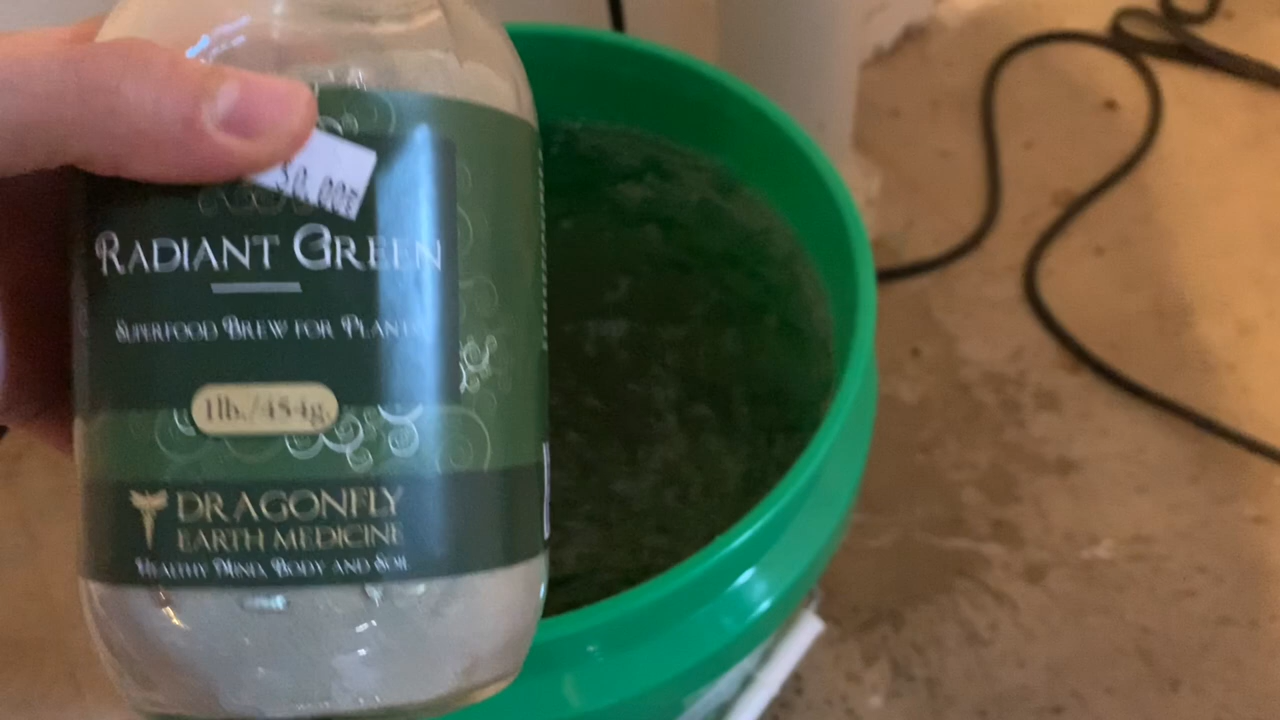 RADIANT GREEN
SUPERFOOD BREW FOR PLANTS
1lb./454g.
DRAGONFLY
EARTH MEDICINE
HEALTHY MIND, BODY AND SOIL